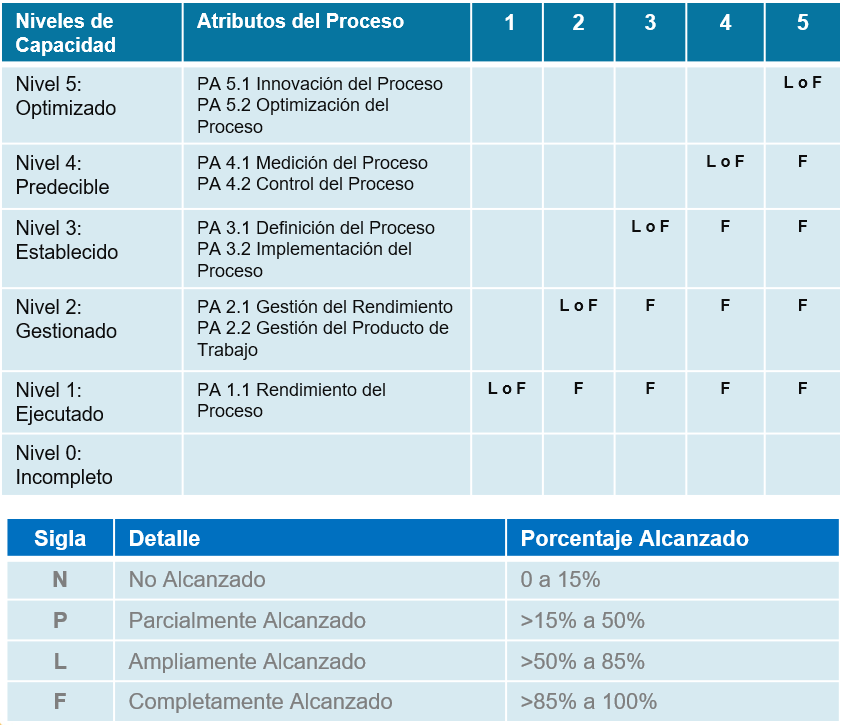 Niveles de Capacidad | Atributos del Proceso | 1 | 2 | 3 | 4 | 5
Nivel 5: Optimizado | PA 5.1 Innovación del Proceso PA 5.2 Optimización del Proceso | | | | | L o F
Nivel 4: Predecible | PA 4.1 Medición del Proceso PA 4.2 Control del Proceso | | | | L o F | F
Nivel 3: Establecido | PA 3.1 Definición del Proceso PA 3.2 Implementación del Proceso | | | L o F | F | F
Nivel 2: Gestionado | PA 2.1 Gestión del Rendimiento PA 2.2 Gestión del Producto de Trabajo | | L o F | F | F | F
Nivel 1: Ejecutado | PA 1.1 Rendimiento del Proceso | L o F | F | F | F | F
Nivel 0: Incompleto
Sigla | Detalle | Porcentaje Alcanzado
N | No Alcanzado | 0 a 15%
P | Parcialmente Alcanzado | >15% a 50%
L | Ampliamente Alcanzado | >50% a 85%
F | Completamente Alcanzado | >85% a 100%